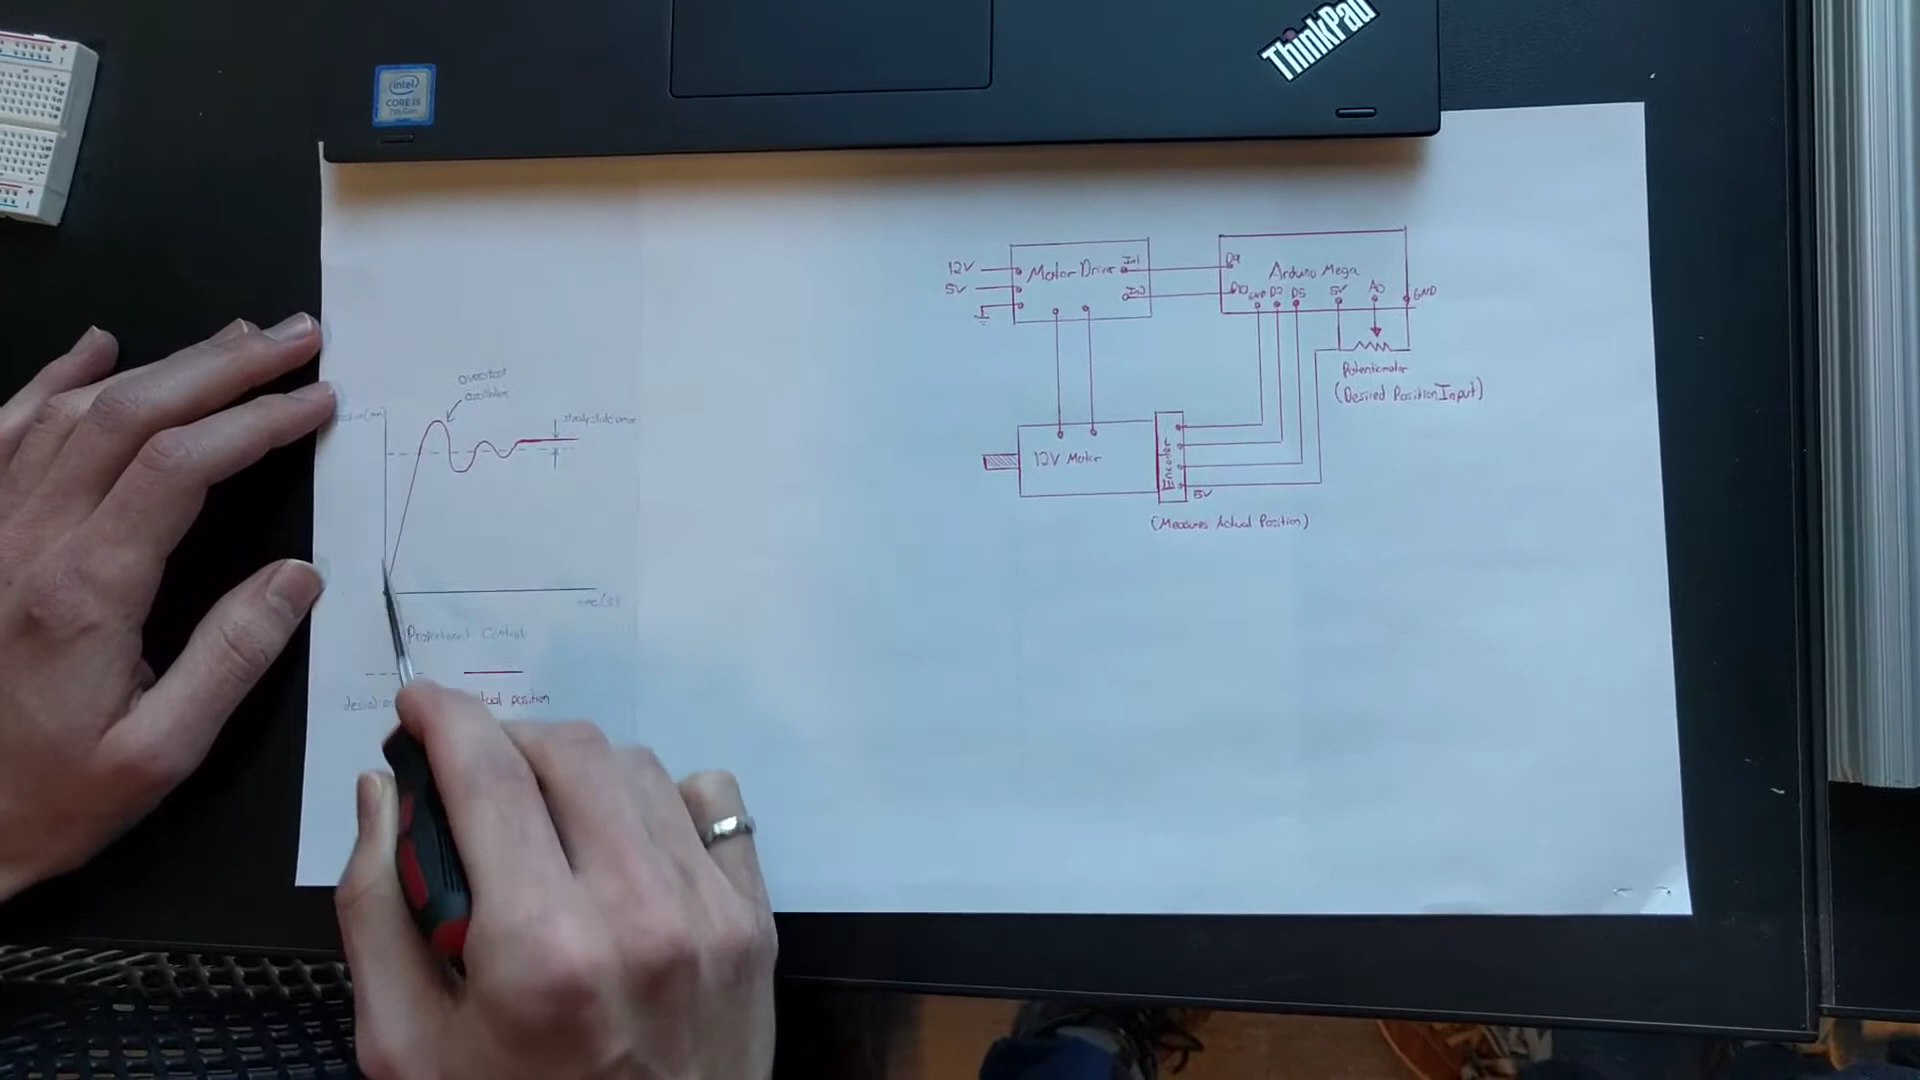 intel
CORE i5
7th Gen
ThinkPad
overshoot
steady state error
Proportional Control
actual position
12V
5V
Motor Driver
In1
In2
D9
D10
Arduino Mega
GND
D2
D3
5V
A0
GND
Potentiometer
(Desired Position Input)
12V Motor
Encoder
5V
(Measures Actual Position)